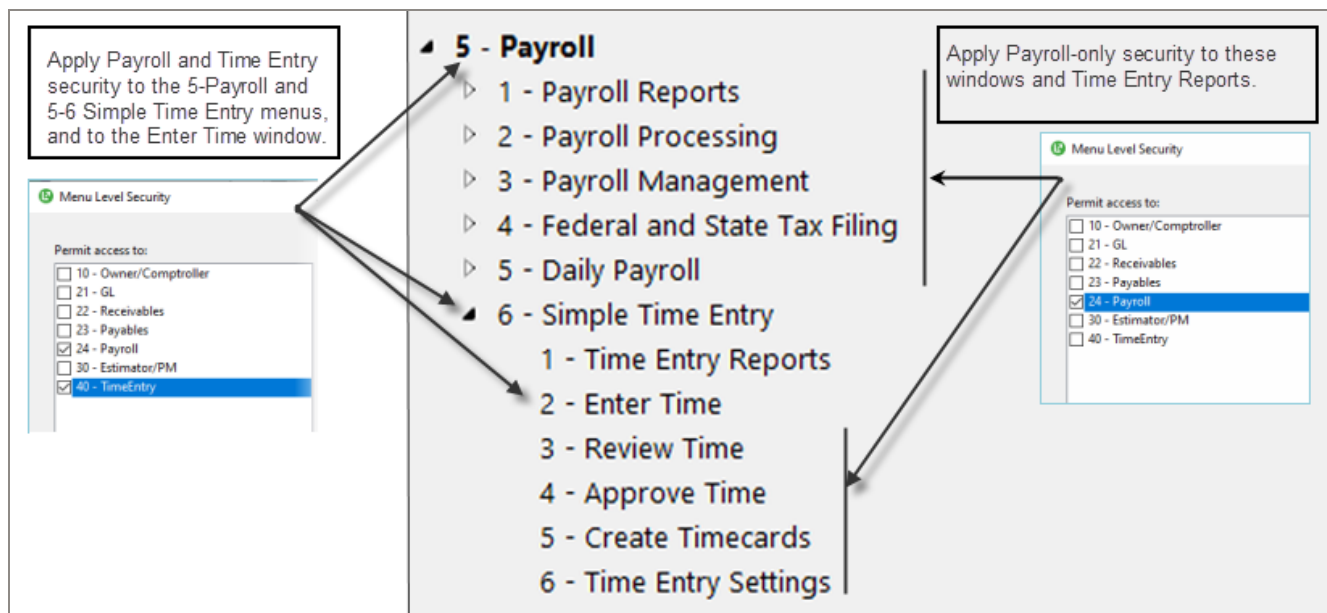 Apply Payroll and Time Entry
security to the 5-Payroll and
5-6 Simple Time Entry menus,
and to the Enter Time window.
Menu Level Security
Permit access to:
10 - Owner/Comptroller
21 - GL
22 - Receivables
23 - Payables
24 - Payroll
30 - Estimator/PM
40 - TimeEntry
5 - Payroll
1 - Payroll Reports
2 - Payroll Processing
3 - Payroll Management
4 - Federal and State Tax Filing
5 - Daily Payroll
6 - Simple Time Entry
1 - Time Entry Reports
2 - Enter Time
3 - Review Time
4 - Approve Time
5 - Create Timecards
6 - Time Entry Settings
Apply Payroll-only security to these
windows and Time Entry Reports.
Menu Level Security
Permit access to:
10 - Owner/Comptroller
21 - GL
22 - Receivables
23 - Payables
24 - Payroll
30 - Estimator/PM
40 - TimeEntry